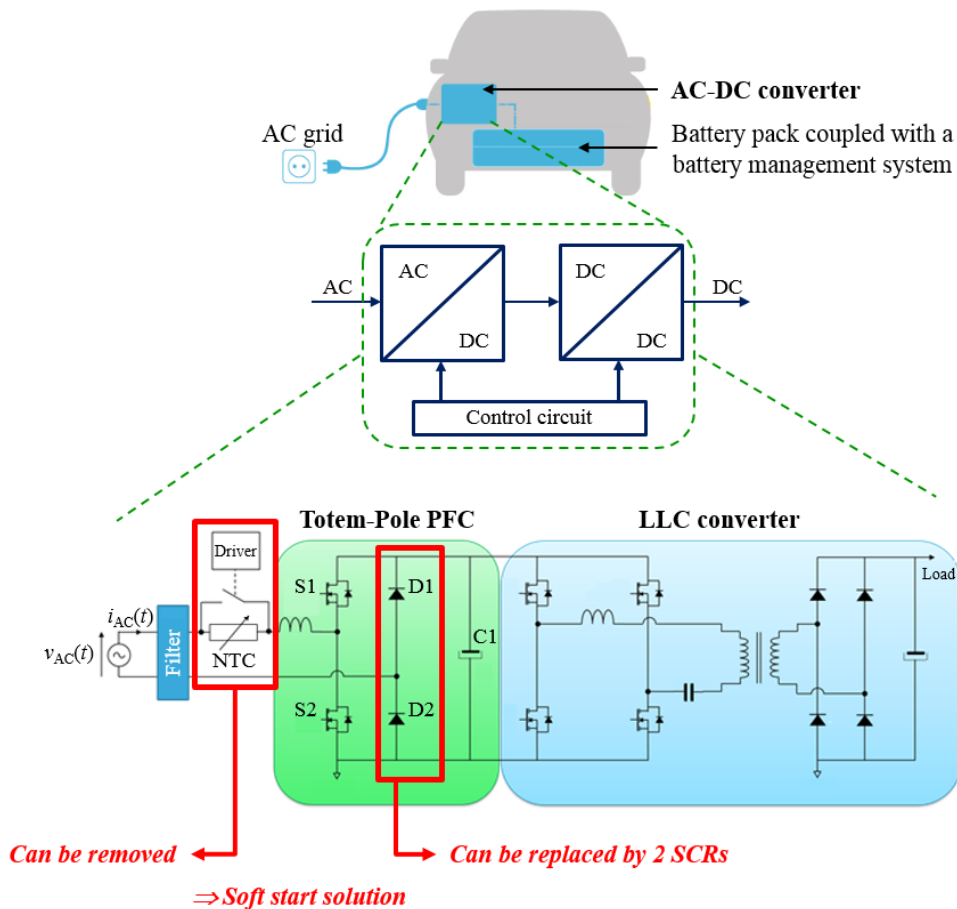 AC-DC converter
AC grid
Battery pack coupled with a
battery management system
AC
AC
DC
DC
DC
DC
Control circuit
Totem-Pole PFC
LLC converter
Driver
S1
D1
Load
iAC(t)
C1
vAC(t)
Filter
NTC
S2
D2
Can be removed
Can be replaced by 2 SCRs
⇒ Soft start solution